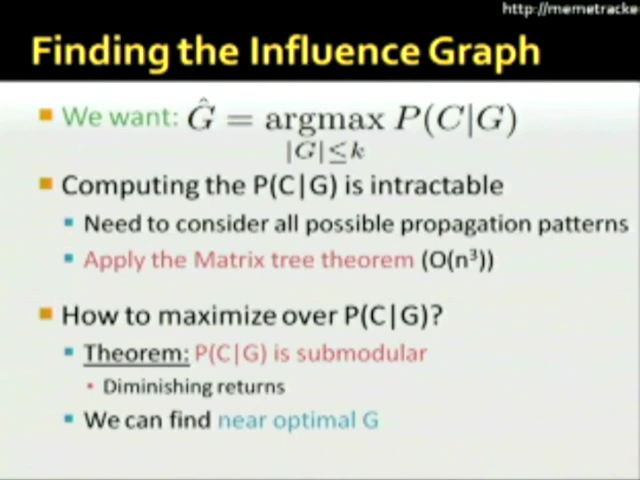 http://memetracke
Finding the Influence Graph
We want: Ĝ = argmax P(C|G)
|G|≤k
Computing the P(C|G) is intractable
Need to consider all possible propagation patterns
Apply the Matrix tree theorem (O(n³))
How to maximize over P(C|G)?
Theorem: P(C|G) is submodular
Diminishing returns
We can find near optimal G